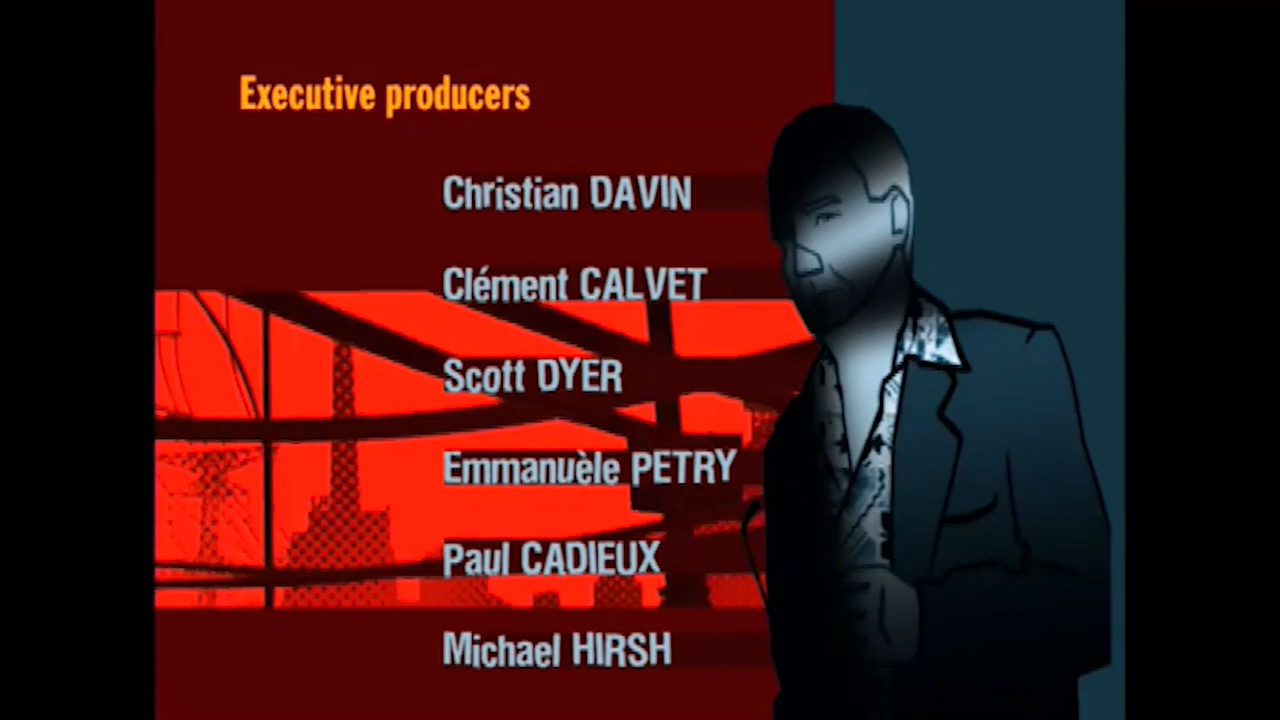 Executive producers
Christian DAVIN
Clément CALVET
Scott DYER
Emmanuèle PETRY
Paul CADIEUX
Michael HIRSH